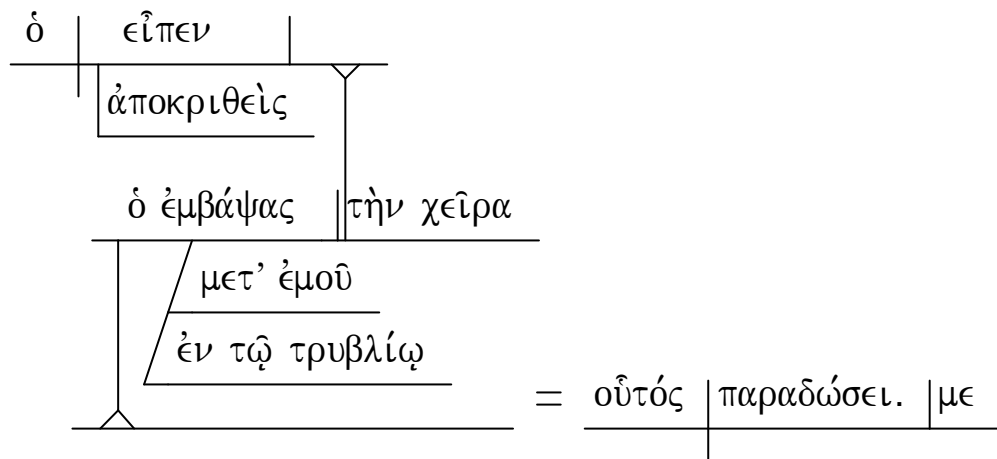 ὁ εἶπεν
ἀποκριθεὶς
ὁ ἐμβάψας τὴν χεῖρα
μετ’ ἐμοῦ
ἐν τῷ τρυβλίῳ
= οὗτός παραδώσει. με